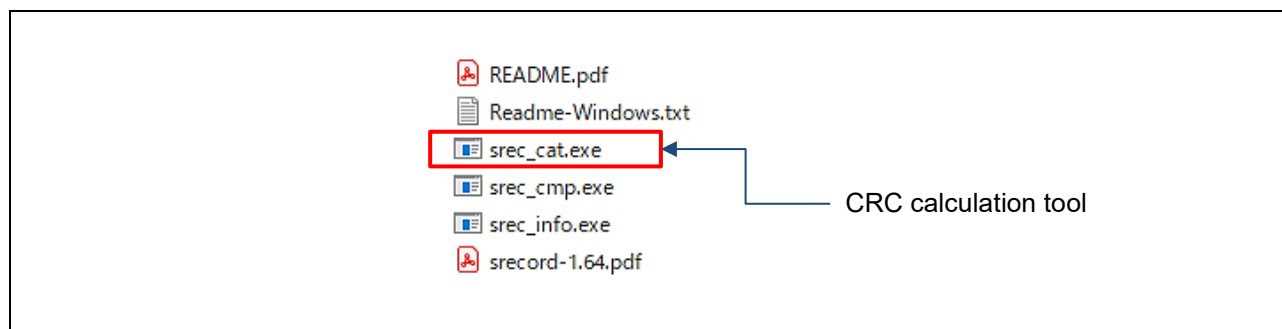 README.pdf
Readme-Windows.txt
srec_cat.exe
srec_cmp.exe
CRC calculation tool
srec_info.exe
srecord-1.64.pdf